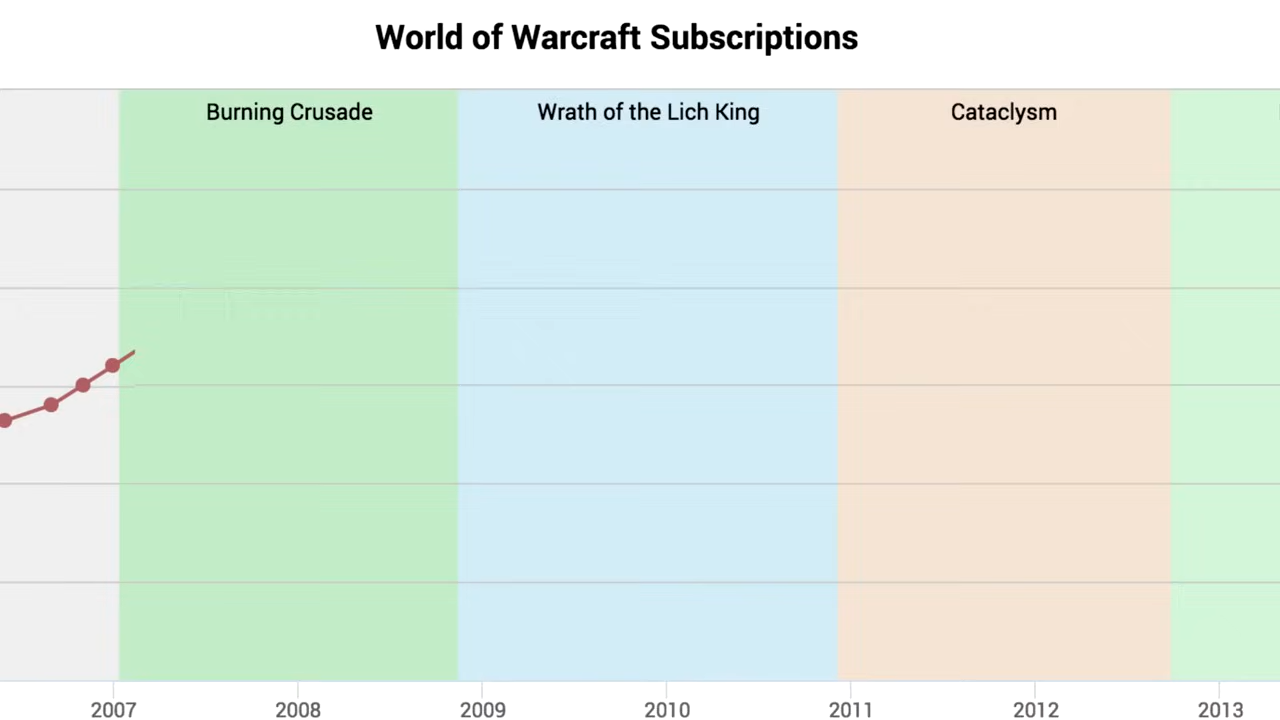 World of Warcraft Subscriptions
Burning Crusade
Wrath of the Lich King
Cataclysm
2007 2008 2009 2010 2011 2012 2013